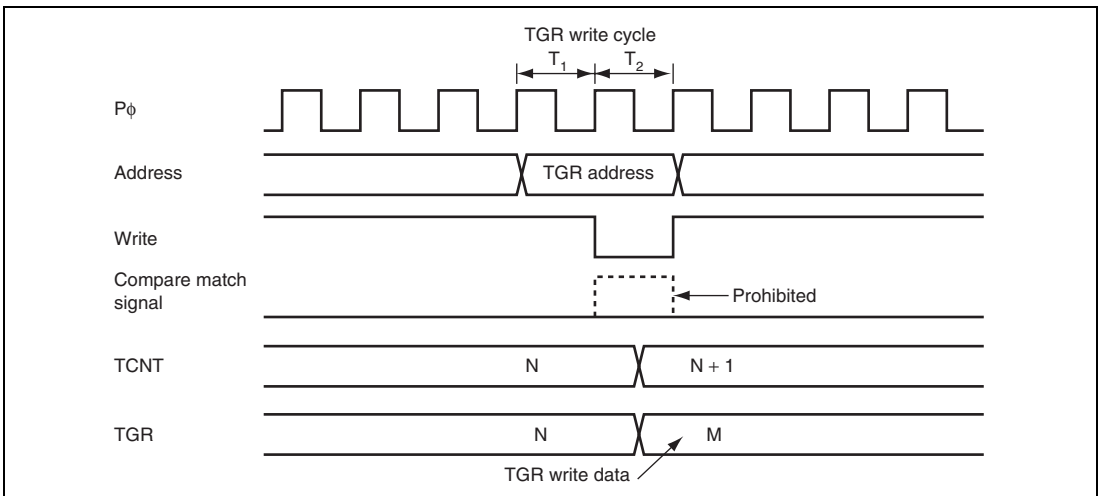 TGR write cycle
T1 T2
Pϕ
Address
TGR address
Write
Compare match
signal
Prohibited
TCNT
N
N + 1
TGR
N
M
TGR write data